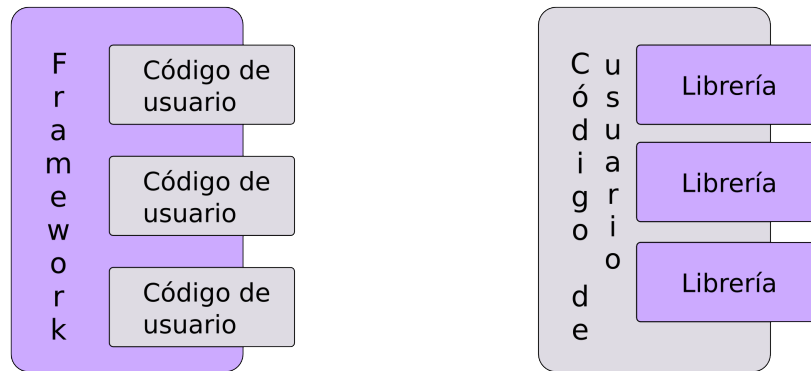 Framework
Código de
usuario
Código de
usuario
Código de
usuario
Código de
usuario
Librería
Librería
Librería